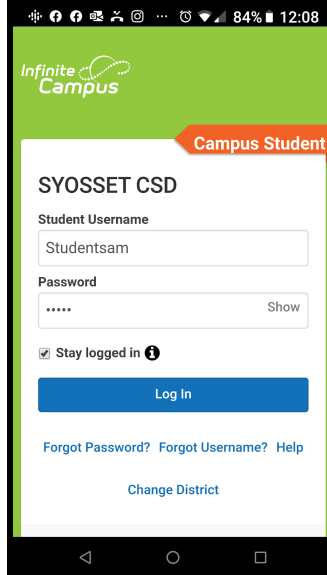 84% 12:08
Infinite
Campus
Campus Student
SYOSSET CSD
Student Username
Studentsam
Password
••••• Show
Stay logged in
Log In
Forgot Password? Forgot Username? Help
Change District